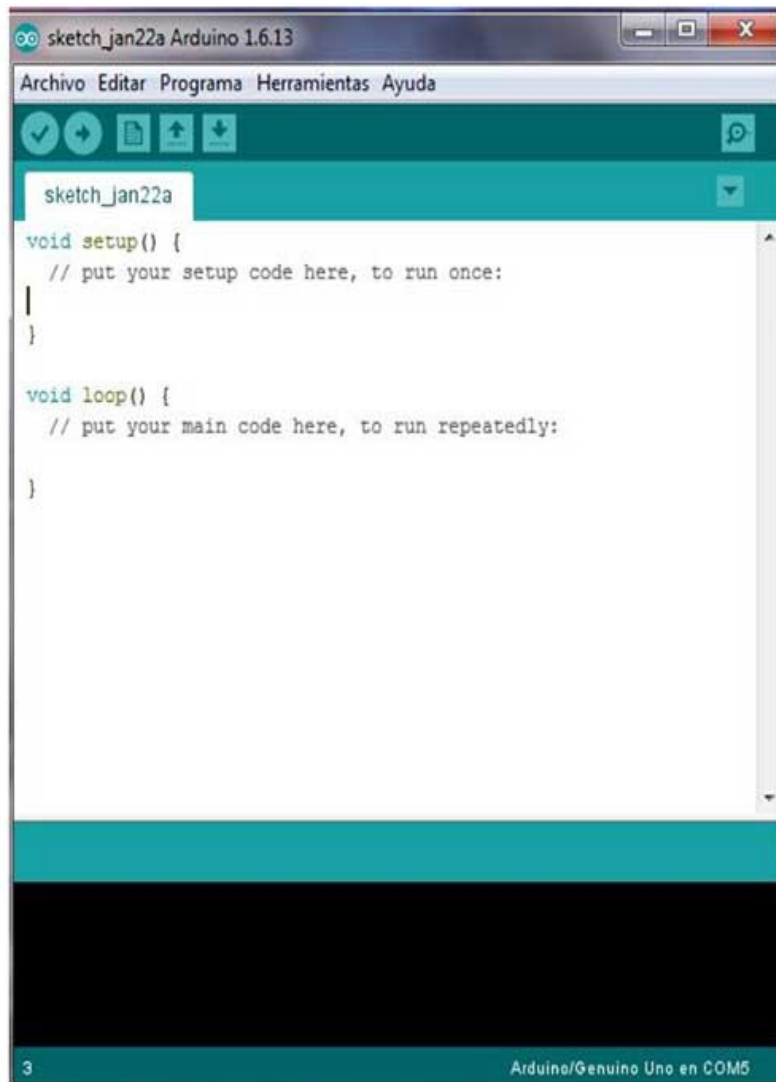 sketch_jan22a Arduino 1.6.13
Archivo Editar Programa Herramientas Ayuda
sketch_jan22a
void setup() {
  // put your setup code here, to run once:

}

void loop() {
  // put your main code here, to run repeatedly:

}
3 Arduino/Genuino Uno en COM5